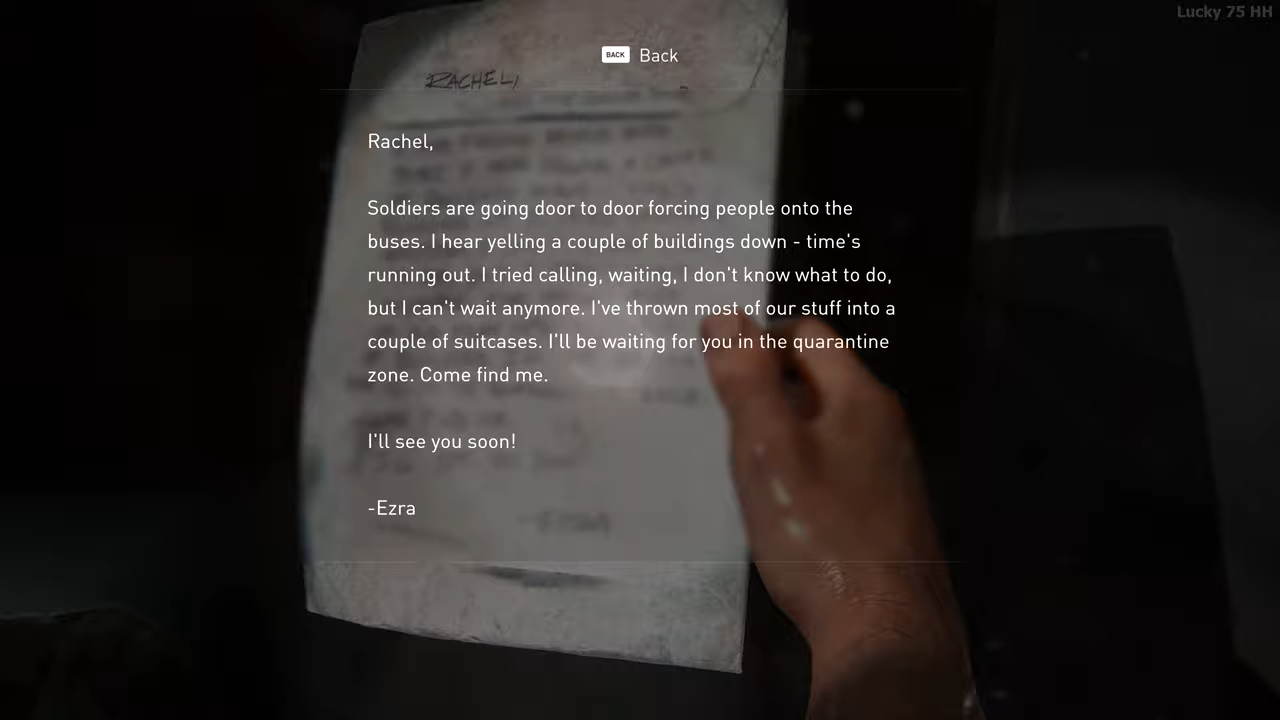 Lucky 75 HH
BACK Back
RACHEL,
Rachel,
Soldiers are going door to door forcing people onto the
buses. I hear yelling a couple of buildings down - time's
running out. I tried calling, waiting, I don't know what to do,
but I can't wait anymore. I've thrown most of our stuff into a
couple of suitcases. I'll be waiting for you in the quarantine
zone. Come find me.
I'll see you soon!
-Ezra